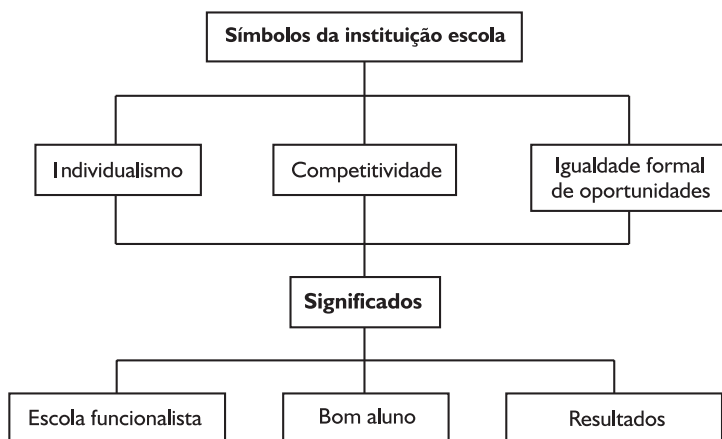 Símbolos da instituição escola
Individualismo
Competitividade
Igualdade formal
de oportunidades
Significados
Escola funcionalista
Bom aluno
Resultados